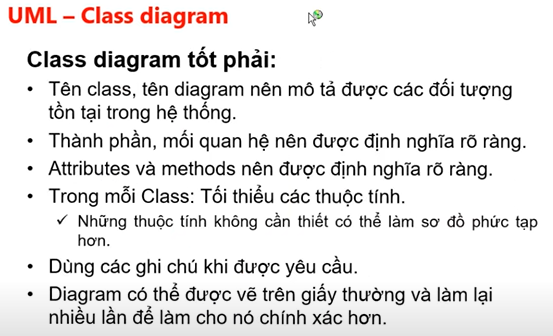 UML – Class diagram
Class diagram tốt phải:
• Tên class, tên diagram nên mô tả được các đối tượng
tồn tại trong hệ thống.
• Thành phần, mối quan hệ nên được định nghĩa rõ ràng.
• Attributes và methods nên được định nghĩa rõ ràng.
• Trong mỗi Class: Tối thiểu các thuộc tính.
✓ Những thuộc tính không cần thiết có thể làm sơ đồ phức tạp
hơn.
• Dùng các ghi chú khi được yêu cầu.
• Diagram có thể được vẽ trên giấy thường và làm lại
nhiều lần để làm cho nó chính xác hơn.